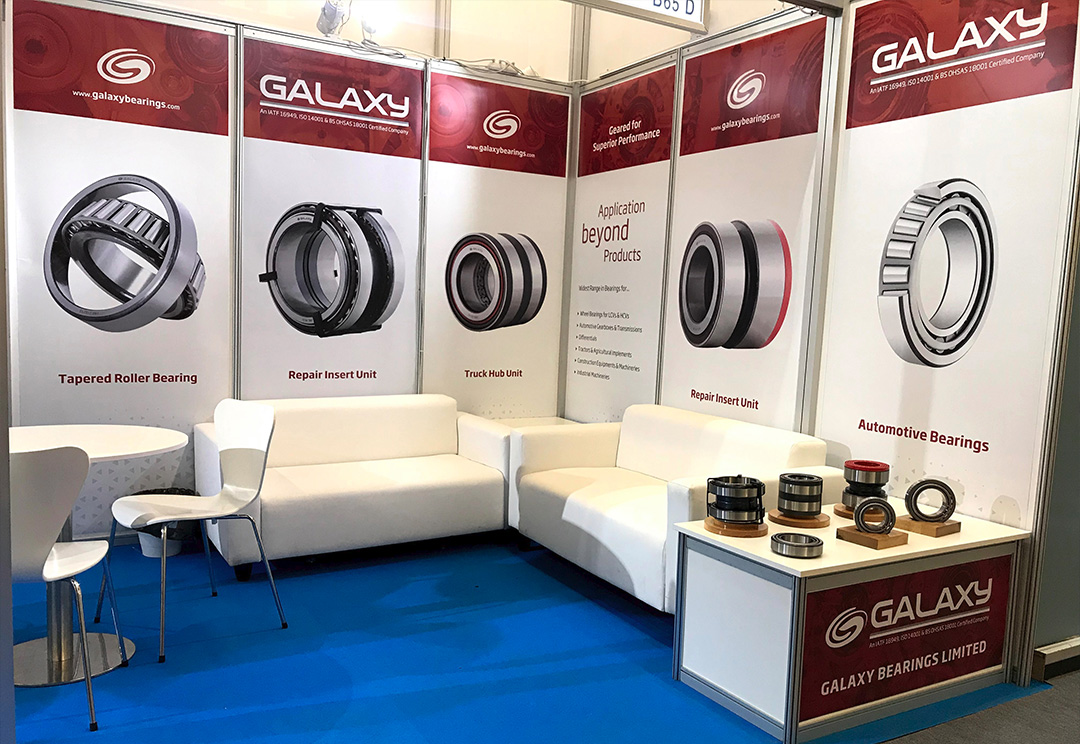 B65 D
www.galaxybearings.com
Tapered Roller Bearing
GALAXY
An IATF 16949, ISO 14001 & BS OHSAS 18001 Certified Company
Repair Insert Unit
www.galaxybearings.com
Truck Hub Unit
Geared for
Superior Performance
Application
beyond
Products
Widest Range in Bearings for...
Wheel Bearings for LCVs & HCVs
Automotive Gearboxes & Transmissions
Differentials
Tractors & Agricultural Implements
Construction Equipments & Machineries
Industrial Machineries
www.galaxybearings.com
Repair Insert Unit
GALAXY
An IATF 16949, ISO 14001 & BS OHSAS 18001 Certified Company
Automotive Bearings
GALAXY
An IATF 16949, ISO 14001 & BS OHSAS 18001 Certified Company
GALAXY BEARINGS LIMITED